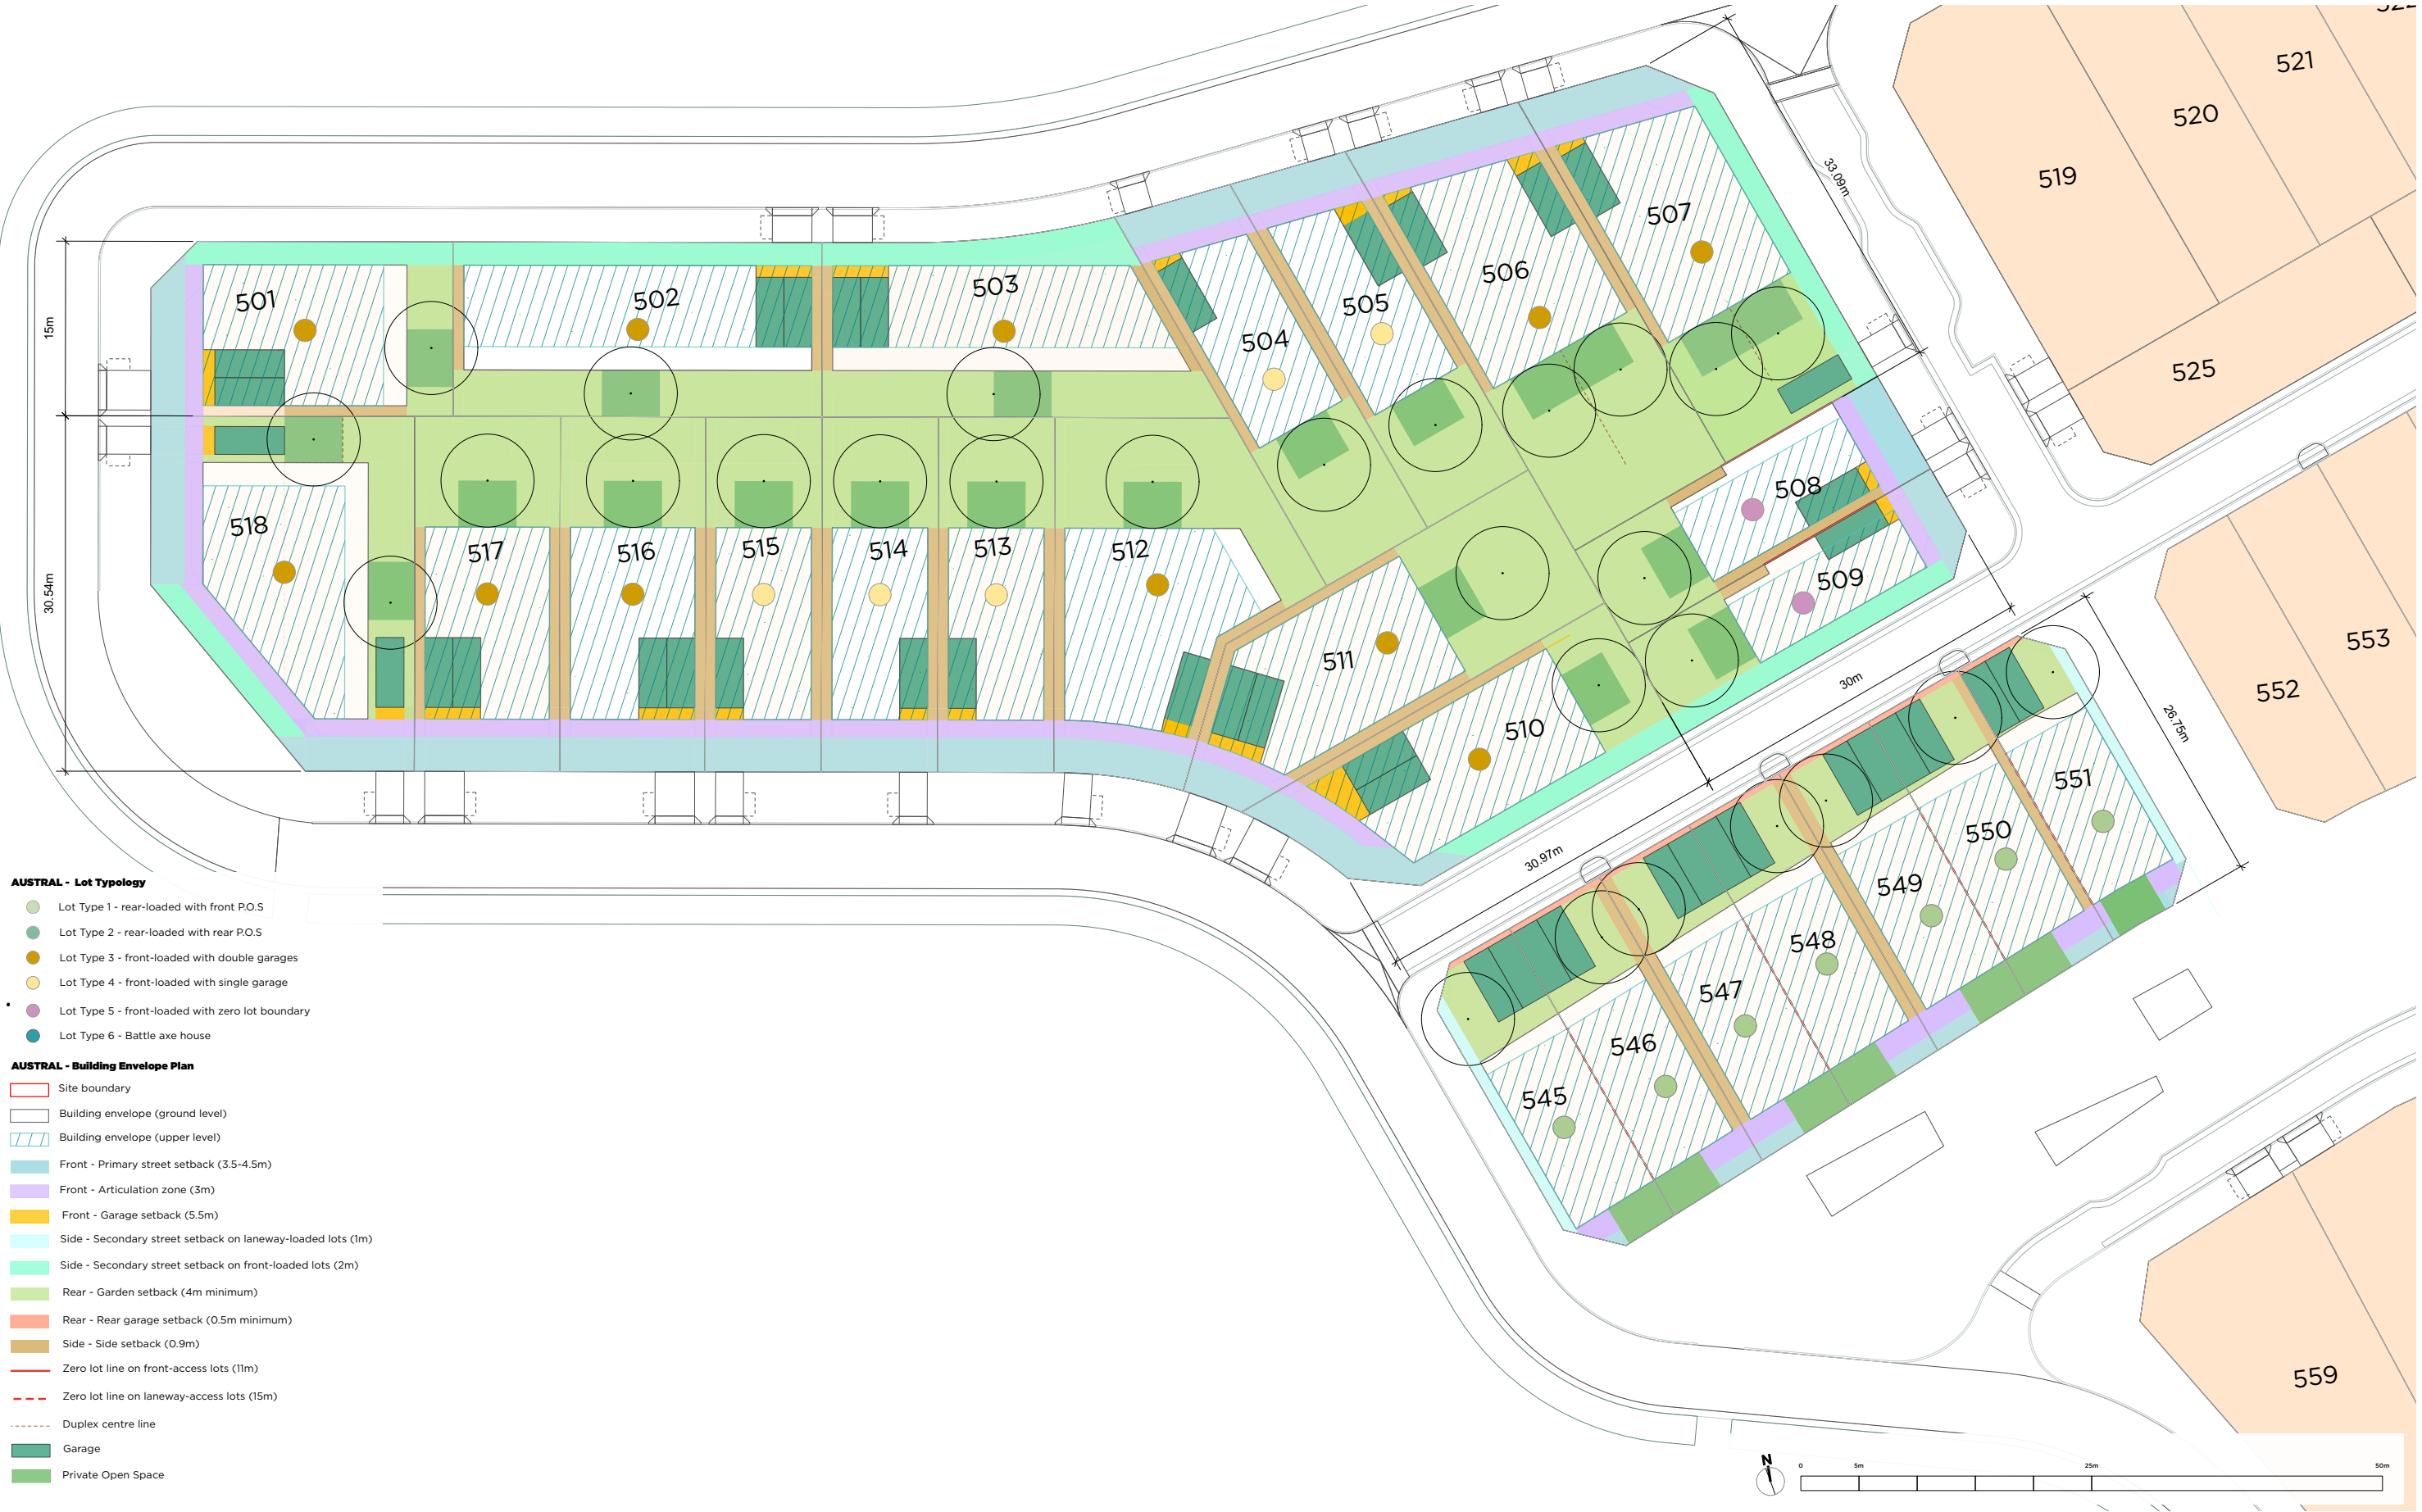 522
521
520
519
525
33.09m
507
506
505
504
503
502
501
15m
508
509
518
517
516
515
514
513
512
511
510
30.54m
30m
30.97m
26.75m
553
552
551
550
549
548
547
546
545
559
AUSTRAL - Lot Typology
Lot Type 1 - rear-loaded with front P.O.S
Lot Type 2 - rear-loaded with rear P.O.S
Lot Type 3 - front-loaded with double garages
Lot Type 4 - front-loaded with single garage
Lot Type 5 - front-loaded with zero lot boundary
Lot Type 6 - Battle axe house
AUSTRAL - Building Envelope Plan
Site boundary
Building envelope (ground level)
Building envelope (upper level)
Front - Primary street setback (3.5-4.5m)
Front - Articulation zone (3m)
Front - Garage setback (5.5m)
Side - Secondary street setback on laneway-loaded lots (1m)
Side - Secondary street setback on front-loaded lots (2m)
Rear - Garden setback (4m minimum)
Rear - Rear garage setback (0.5m minimum)
Side - Side setback (0.9m)
Zero lot line on front-access lots (11m)
Zero lot line on laneway-access lots (15m)
Duplex centre line
Garage
Private Open Space
N
0 5m 25m 50m